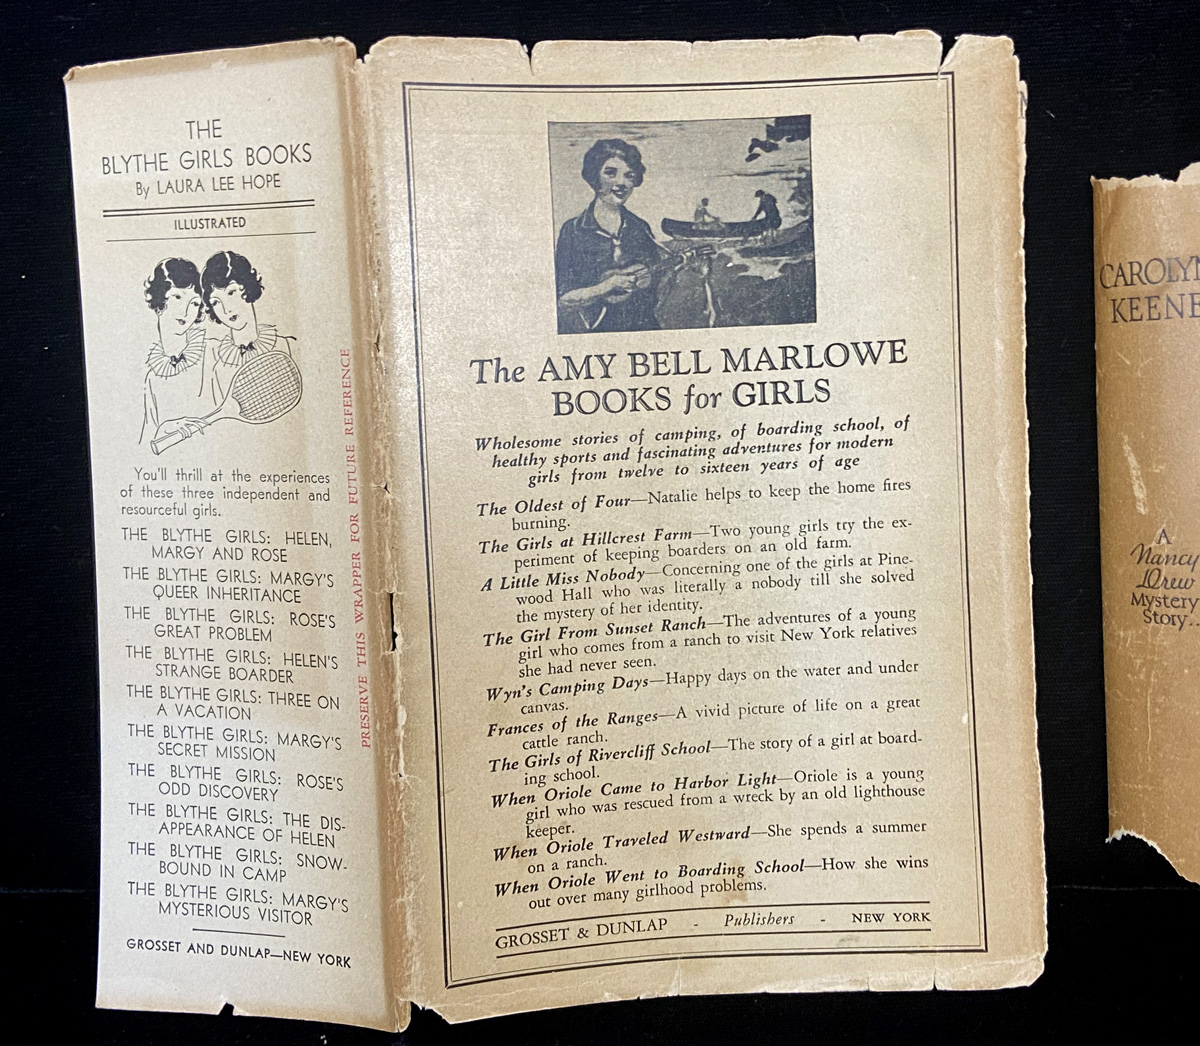 THE
BLYTHE GIRLS BOOKS
By LAURA LEE HOPE
ILLUSTRATED
You'll thrill at the experiences
of these three independent and
resourceful girls.
THE BLYTHE GIRLS: HELEN,
MARGY AND ROSE
THE BLYTHE GIRLS: MARGY'S
QUEER INHERITANCE
THE BLYTHE GIRLS: ROSE'S
GREAT PROBLEM
THE BLYTHE GIRLS: HELEN'S
STRANGE BOARDER
THE BLYTHE GIRLS: THREE ON
A VACATION
THE BLYTHE GIRLS: MARGY'S
SECRET MISSION
THE BLYTHE GIRLS: ROSE'S
ODD DISCOVERY
THE BLYTHE GIRLS: THE DIS-
APPEARANCE OF HELEN
THE BLYTHE GIRLS: SNOW-
BOUND IN CAMP
THE BLYTHE GIRLS: MARGY'S
MYSTERIOUS VISITOR
GROSSET AND DUNLAP—NEW YORK
PRESERVE THIS WRAPPER FOR FUTURE REFERENCE
The AMY BELL MARLOWE
BOOKS for GIRLS
Wholesome stories of camping, of boarding school, of
healthy sports and fascinating adventures for modern
girls from twelve to sixteen years of age
The Oldest of Four—Natalie helps to keep the home fires
burning.
The Girls at Hillcrest Farm—Two young girls try the ex-
periment of keeping boarders on an old farm.
A Little Miss Nobody—Concerning one of the girls at Pine-
wood Hall who was literally a nobody till she solved
the mystery of her identity.
The Girl From Sunset Ranch—The adventures of a young
girl who comes from a ranch to visit New York relatives
she had never seen.
Wyn's Camping Days—Happy days on the water and under
canvas.
Frances of the Ranges—A vivid picture of life on a great
cattle ranch.
The Girls of Rivercliff School—The story of a girl at board-
ing school.
When Oriole Came to Harbor Light—Oriole is a young
girl who was rescued from a wreck by an old lighthouse
keeper.
When Oriole Traveled Westward—She spends a summer
on a ranch.
When Oriole Went to Boarding School—How she wins
out over many girlhood problems.
GROSSET & DUNLAP - Publishers - NEW YORK
CAROLYN
KEENE
A
Nancy
Drew
Mystery
Story..